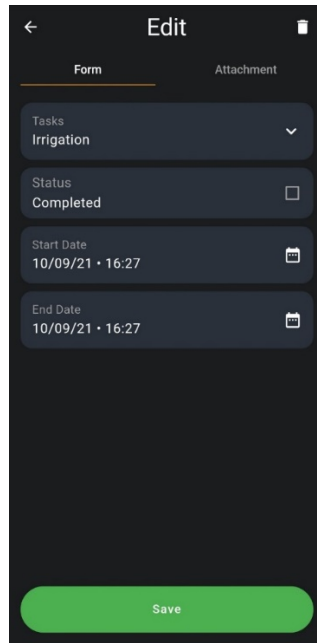 Edit
Form Attachment
Tasks
Irrigation
Status
Completed
Start Date
10/09/21 • 16:27
End Date
10/09/21 • 16:27
Save